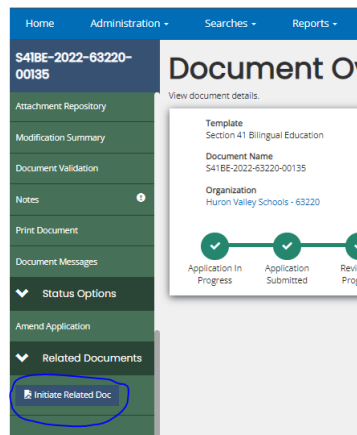 Home Administration Searches Reports
S41BE-2022-63220-
00135
Document Ov
View document details.
Attachment Repository
Modification Summary
Document Validation
Notes
Print Document
Document Messages
Status Options
Amend Application
Related Documents
Initiate Related Doc
Template
Section 41 Bilingual Education
Document Name
S41BE-2022-63220-00135
Organization
Huron Valley Schools - 63220
Application In
Progress
Application
Submitted
Revi
Prog